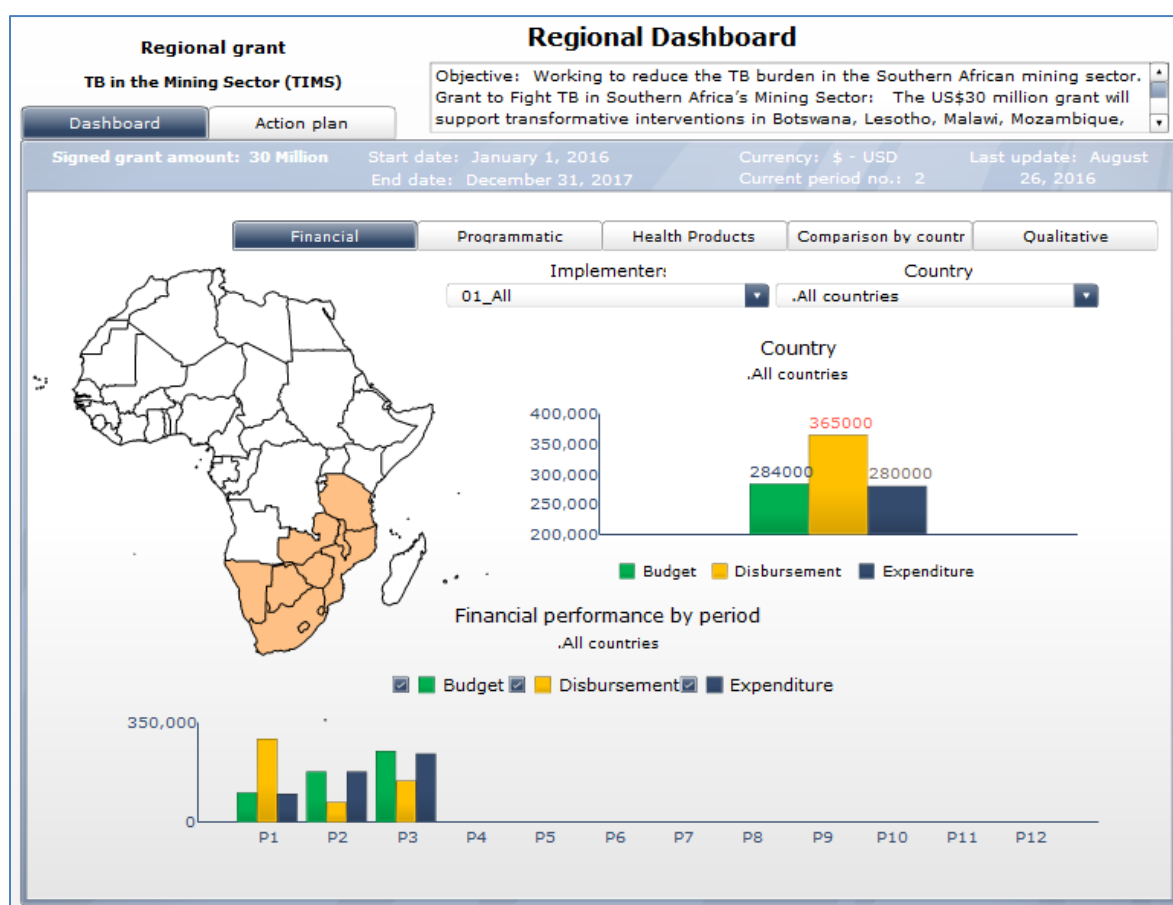 Regional grant
TB in the Mining Sector (TIMS)
Regional Dashboard
Objective: Working to reduce the TB burden in the Southern African mining sector.
Grant to Fight TB in Southern Africa's Mining Sector: The US$30 million grant will
support transformative interventions in Botswana, Lesotho, Malawi, Mozambique,
Dashboard
Action plan
Signed grant amount: 30 Million
Start date: January 1, 2016
End date: December 31, 2017
Currency: $ - USD
Current period no.: 2
Last update: August
26, 2016
Financial
Programmatic
Health Products
Comparison by countr
Qualitative
Implementer:
01_All
Country
.All countries
Country
.All countries
400,000
350,000
300,000
250,000
200,000
284000
365000
280000
Budget
Disbursement
Expenditure
Financial performance by period
.All countries
Budget
Disbursement
Expenditure
350,000
0
P1
P2
P3
P4
P5
P6
P7
P8
P9
P10
P11
P12